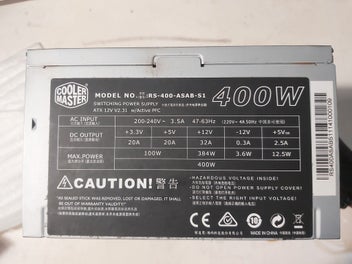 COOLER
MASTER
MODEL NO. :RS-400-ASAB-S1
SWITCHING POWER SUPPLY
ATX 12V V2.31 w/Active PFC
400W
AC INPUT 200-240V~ 3.5A 47-63Hz
DC OUTPUT +3.3V +5V +12V -12V +5Vsb
20A 20A 32A 0.3A 2.5A
MAX.POWER 100W 384W 3.6W 12.5W
400W
CAUTION! 警告
HAZARDOUS VOLTAGE INSIDE!
DO NOT OPEN POWER SUPPLY COVER!
SELECT THE RIGHT INPUT VOLTAGE!
MADE IN CHINA